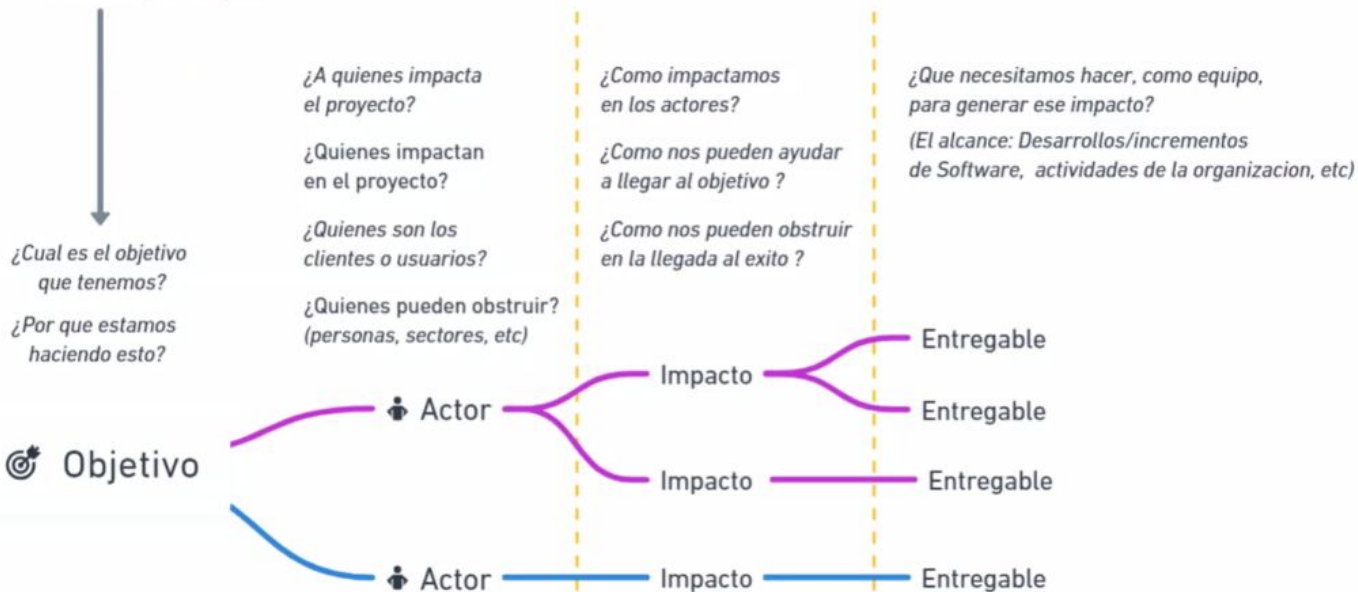 ¿Cual es el objetivo
que tenemos?
¿Por que estamos
haciendo esto?
Objetivo
¿A quienes impacta
el proyecto?
¿Quienes impactan
en el proyecto?
¿Quienes son los
clientes o usuarios?
¿Quienes pueden obstruir?
(personas, sectores, etc)
Actor
Actor
¿Como impactamos
en los actores?
¿Como nos pueden ayudar
a llegar al objetivo ?
¿Como nos pueden obstruir
en la llegada al exito ?
Impacto
Impacto
Impacto
¿Que necesitamos hacer, como equipo,
para generar ese impacto?
(El alcance: Desarrollos/incrementos
de Software, actividades de la organizacion, etc)
Entregable
Entregable
Entregable
Entregable